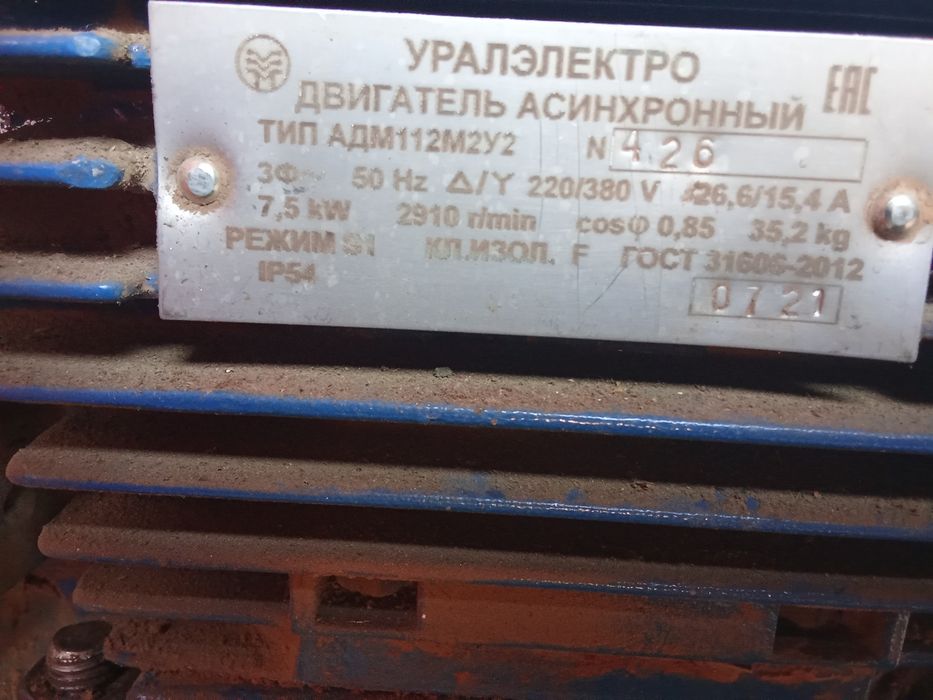 УРАЛЭЛЕКТРО
EAC
ДВИГАТЕЛЬ АСИНХРОННЫЙ
ТИП АДМ112М2У2 N 426
3Ф~ 50 Hz Δ/Y 220/380 V 26,6/15,4 A
7,5 kW 2910 r/min cosφ 0,85 35,2 kg
РЕЖИМ S1 КЛ.ИЗОЛ. F ГОСТ 31606-2012
IP54 0721